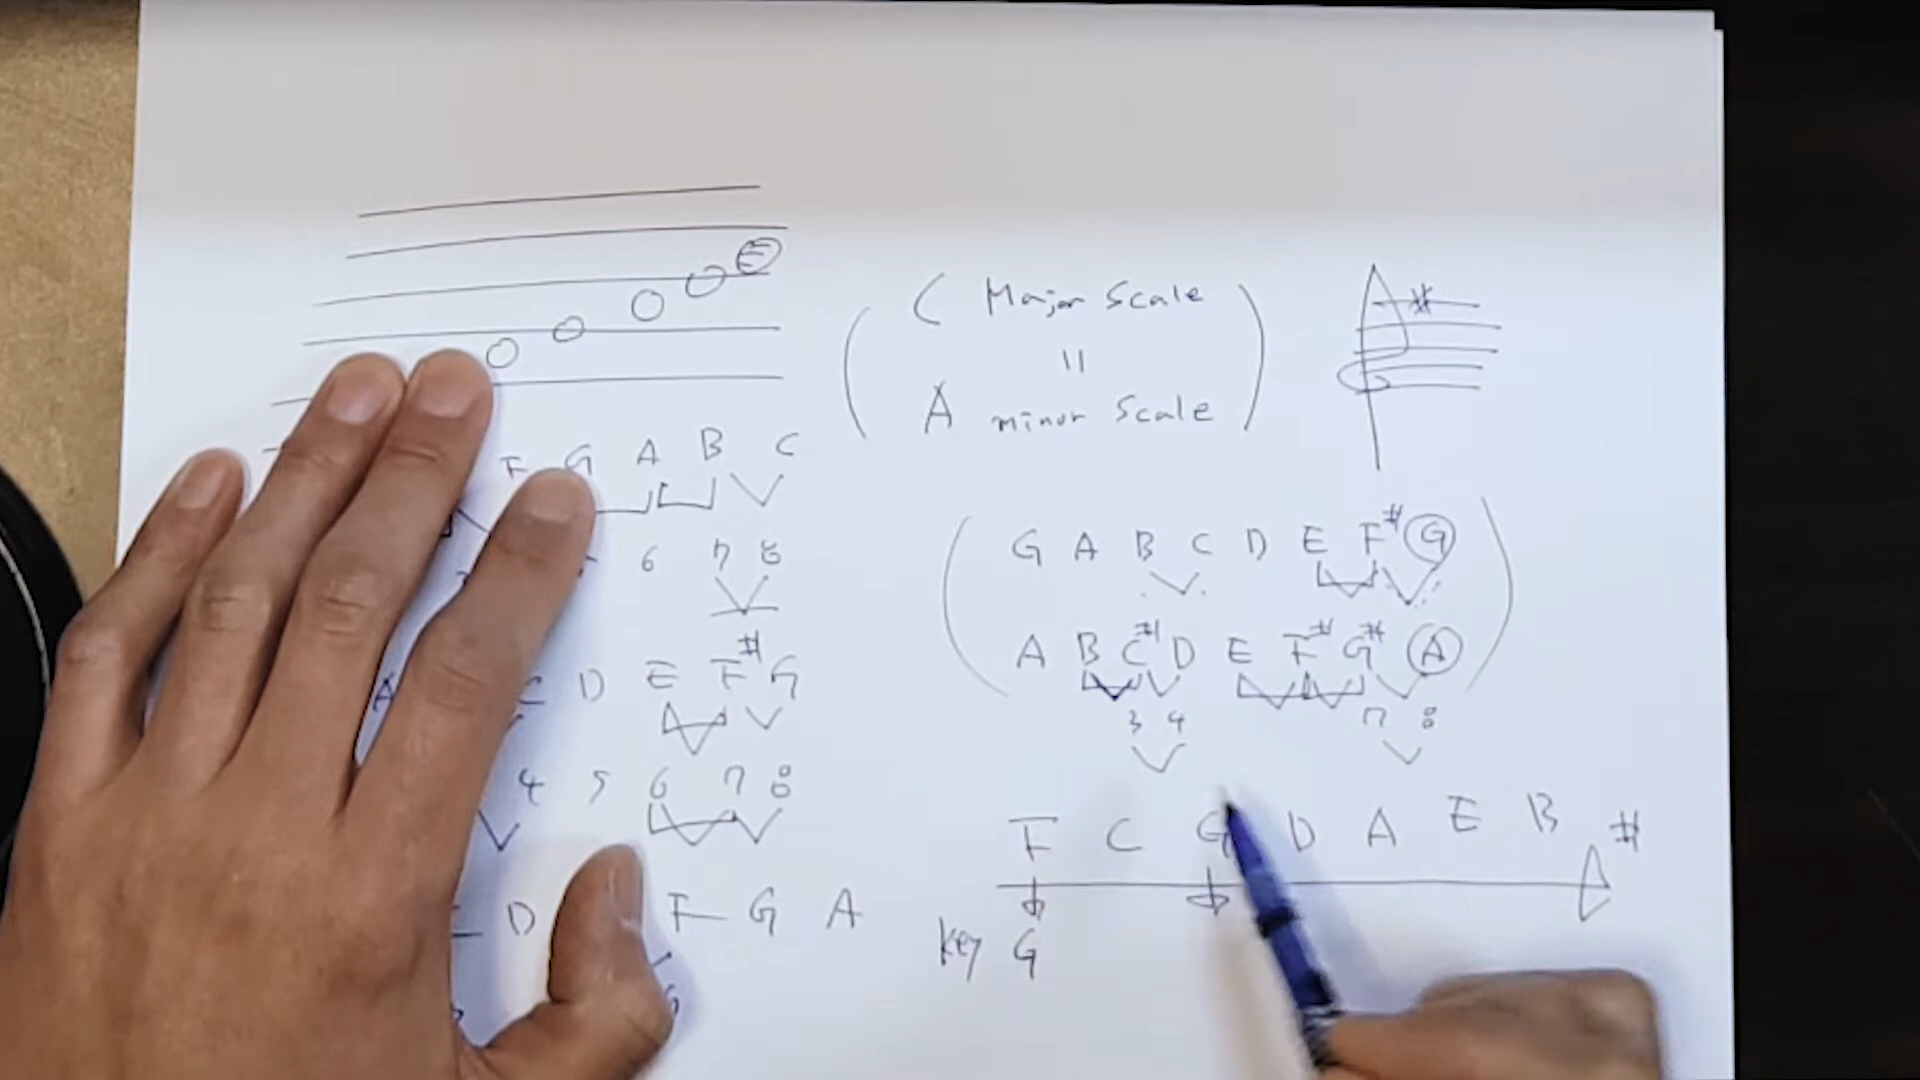 F G A B C
6 7 8
A C D E F# G
4 5 6 7 8
D F G A
C Major Scale
=
A minor Scale
#
G A B C D E F# G
A B C# D E F# G# A
3 4 7 8
F C G D A E B #
key G